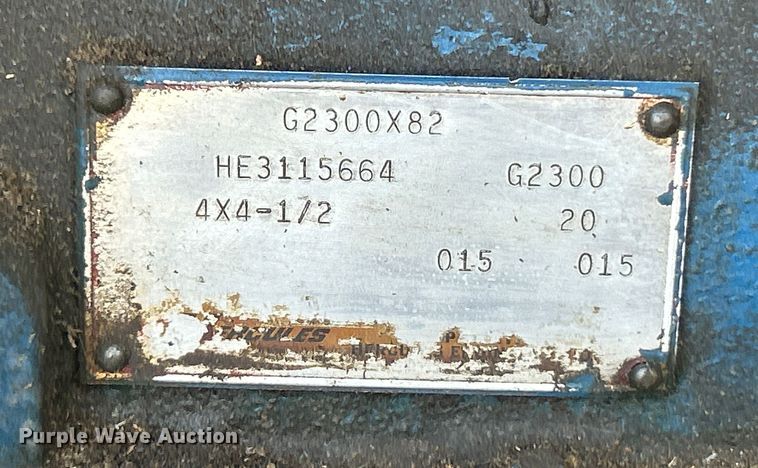 G2300X82
HE3115664 G2300
4X4-1/2 20
015 015
Purple Wave Auction